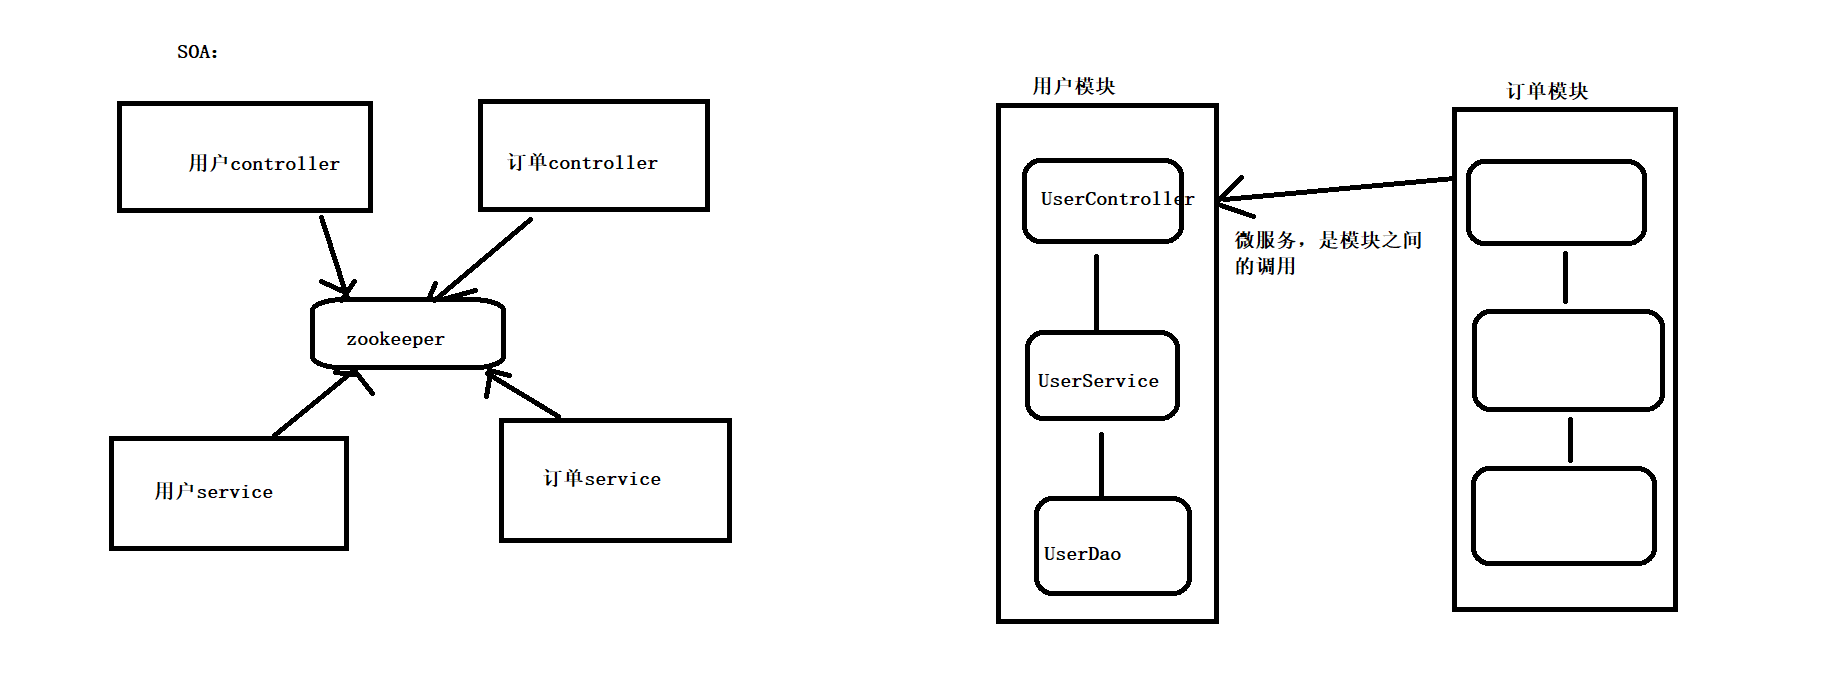 SOA:
用户controller
订单controller
zookeeper
用户service
订单service
用户模块
UserController
UserService
UserDao
微服务，是模块之间
的调用
订单模块